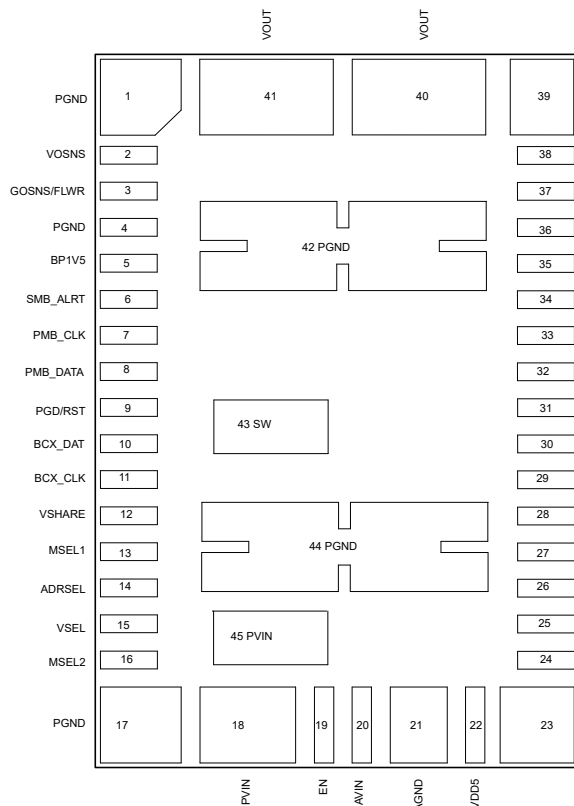 VOUT VOUT
PGND 1 41 40 39
VOSNS 2 38
GOSNS/FLWR 3 37
PGND 4 36
42 PGND
BP1V5 5 35
SMB_ALRT 6 34
PMB_CLK 7 33
PMB_DATA 8 32
PGD/RST 9 31
43 SW
BCX_DAT 10 30
BCX_CLK 11 29
VSHARE 12 28
MSEL1 13 44 PGND 27
ADRSEL 14 26
VSEL 15 45 PVIN 25
MSEL2 16 24
PGND 17 18 19 20 21 22 23
PVIN EN AVIN